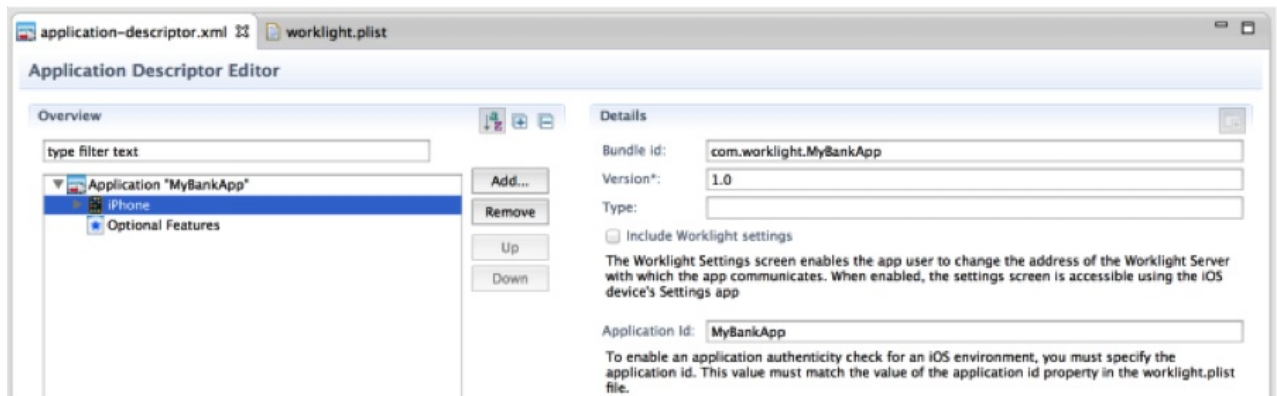 application-descriptor.xml
worklight.plist
Application Descriptor Editor
Overview
type filter text
Application "MyBankApp"
iPhone
Optional Features
Add...
Remove
Up
Down
Details
Bundle id:
com.worklight.MyBankApp
Version*:
1.0
Type:
Include Worklight settings
The Worklight Settings screen enables the app user to change the address of the Worklight Server
with which the app communicates. When enabled, the settings screen is accessible using the iOS
device's Settings app
Application Id:
MyBankApp
To enable an application authenticity check for an iOS environment, you must specify the
application id. This value must match the value of the application id property in the worklight.plist
file.